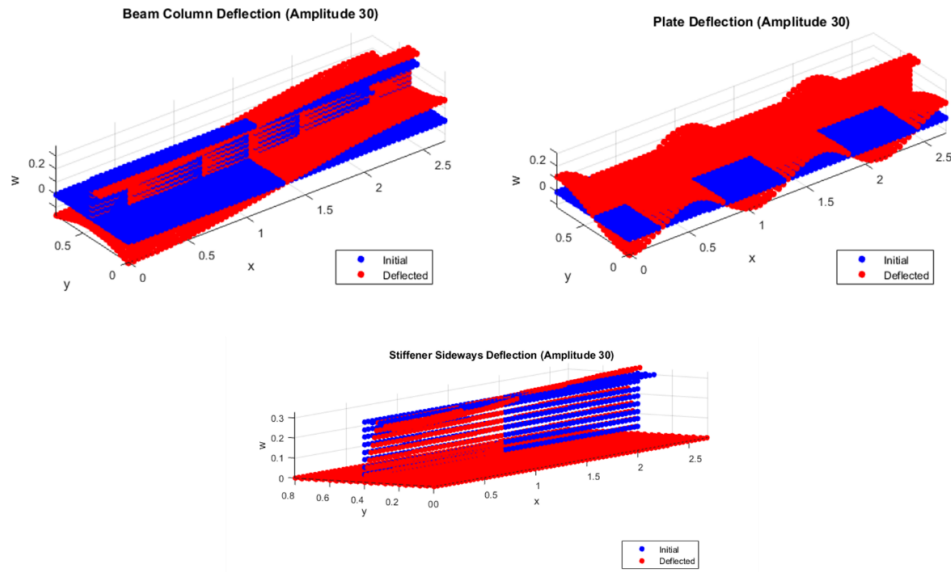 Beam Column Deflection (Amplitude 30)
w
0.2
0
0.5
0
y
0
0.5
1
1.5
2
2.5
x
Initial
Deflected
Plate Deflection (Amplitude 30)
w
0.2
0
0.5
0
y
0
0.5
1
1.5
2
2.5
x
Initial
Deflected
Stiffener Sideways Deflection (Amplitude 30)
w
0.3
0.2
0.1
0
0.8
0.6
0.4
0.2
0
y
0
0.5
1
1.5
2
2.5
x
Initial
Deflected